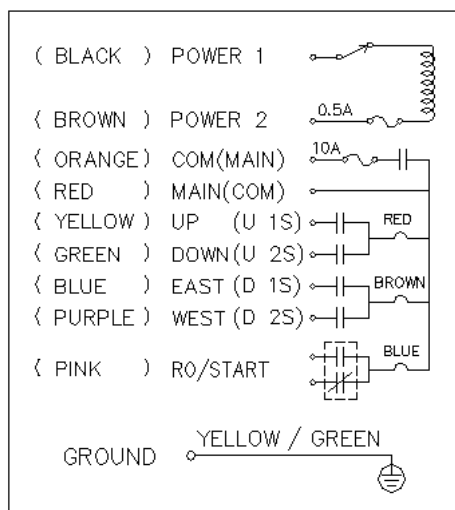 ( BLACK ) POWER 1
( BROWN ) POWER 2 0.5A
( ORANGE ) COM(MAIN) 10A
( RED ) MAIN(COM)
( YELLOW ) UP (U 1S) RED
( GREEN ) DOWN (U 2S)
( BLUE ) EAST (D 1S) BROWN
( PURPLE ) WEST (D 2S)
( PINK ) RO/START BLUE
GROUND YELLOW / GREEN